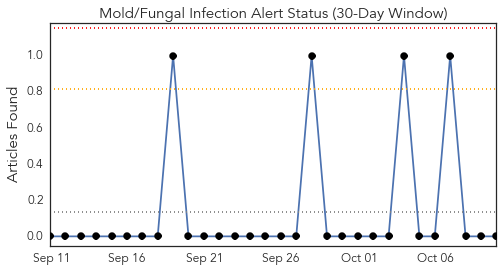 Mold/Fungal Infection Alert Status (30-Day Window)
Articles Found
1.0
0.8
0.6
0.4
0.2
0.0
Sep 11 Sep 16 Sep 21 Sep 26 Oct 01 Oct 06